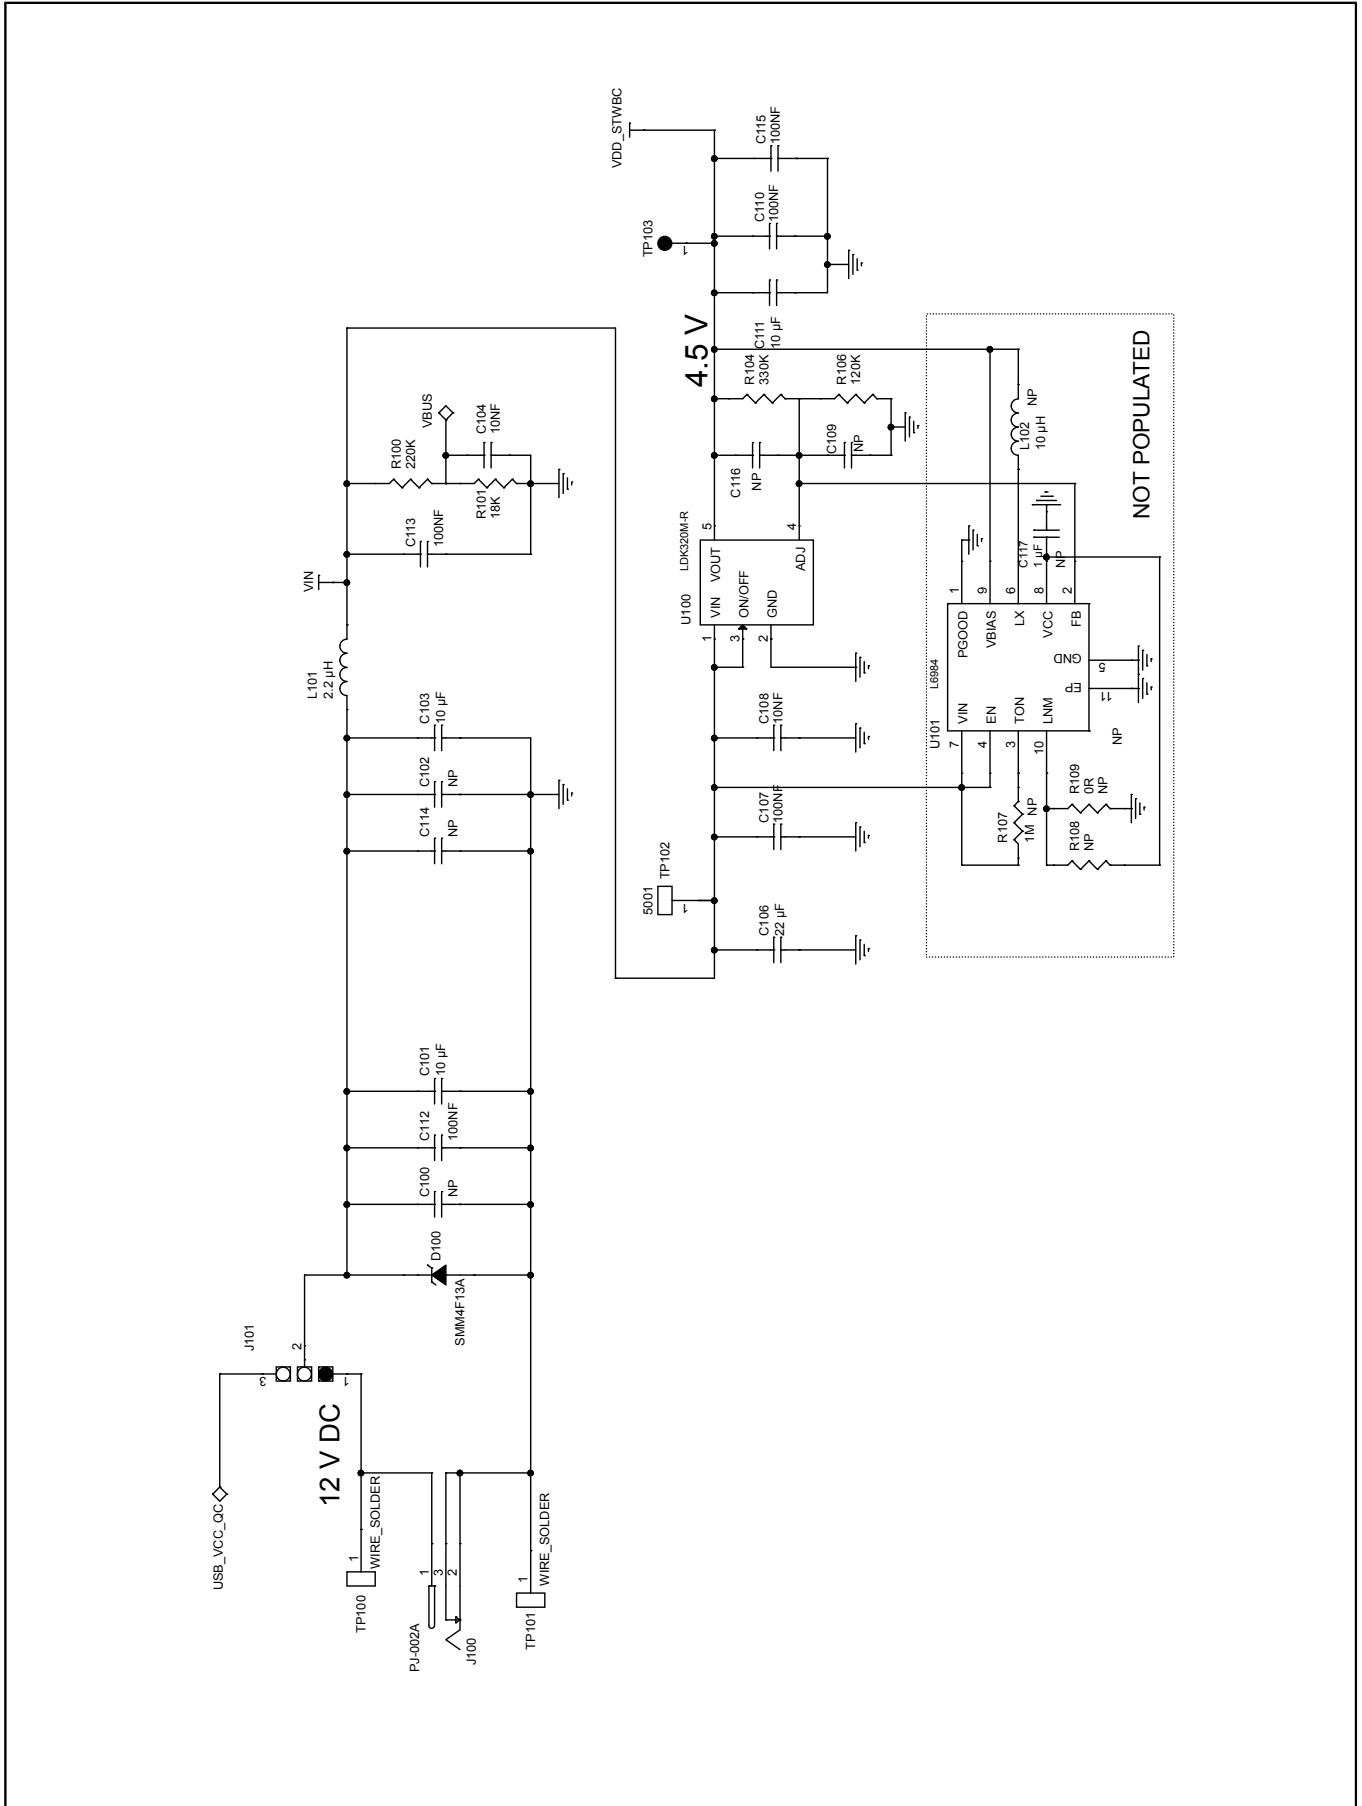 USB_VCC_QC
J101
3
2
1
12 V DC
TP100
1
WIRE_SOLDER
PJ-002A
1
3
2
J100
TP101
1
WIRE_SOLDER
D100
SMM4F13A
C100
NP
C112
100NF
C101
10 µF
C114
NP
C102
NP
C103
10 µF
L101
2.2 µH
VIN
C113
100NF
R100
220K
R101
18K
VBUS
C104
10NF
5001
TP102
1
C106
22 µF
C107
100NF
C108
10NF
U100
LDK320M-R
1
VIN
VOUT
5
3
ON/OFF
2
GND
ADJ
4
C116
NP
C109
NP
R104
330K
R106
120K
4.5 V
C111
10 µF
TP103
1
C110
100NF
C115
100NF
VDD_STWBC
U101
L6984
7
VIN
PGOOD
1
4
EN
VBIAS
9
3
TON
LX
6
10
LNM
VCC
8
FB
2
EP
11
GND
5
NP
R107
1M
NP
R108
NP
R109
0R
NP
C117
1 µF
NP
L102
10 µH
NP
NOT POPULATED